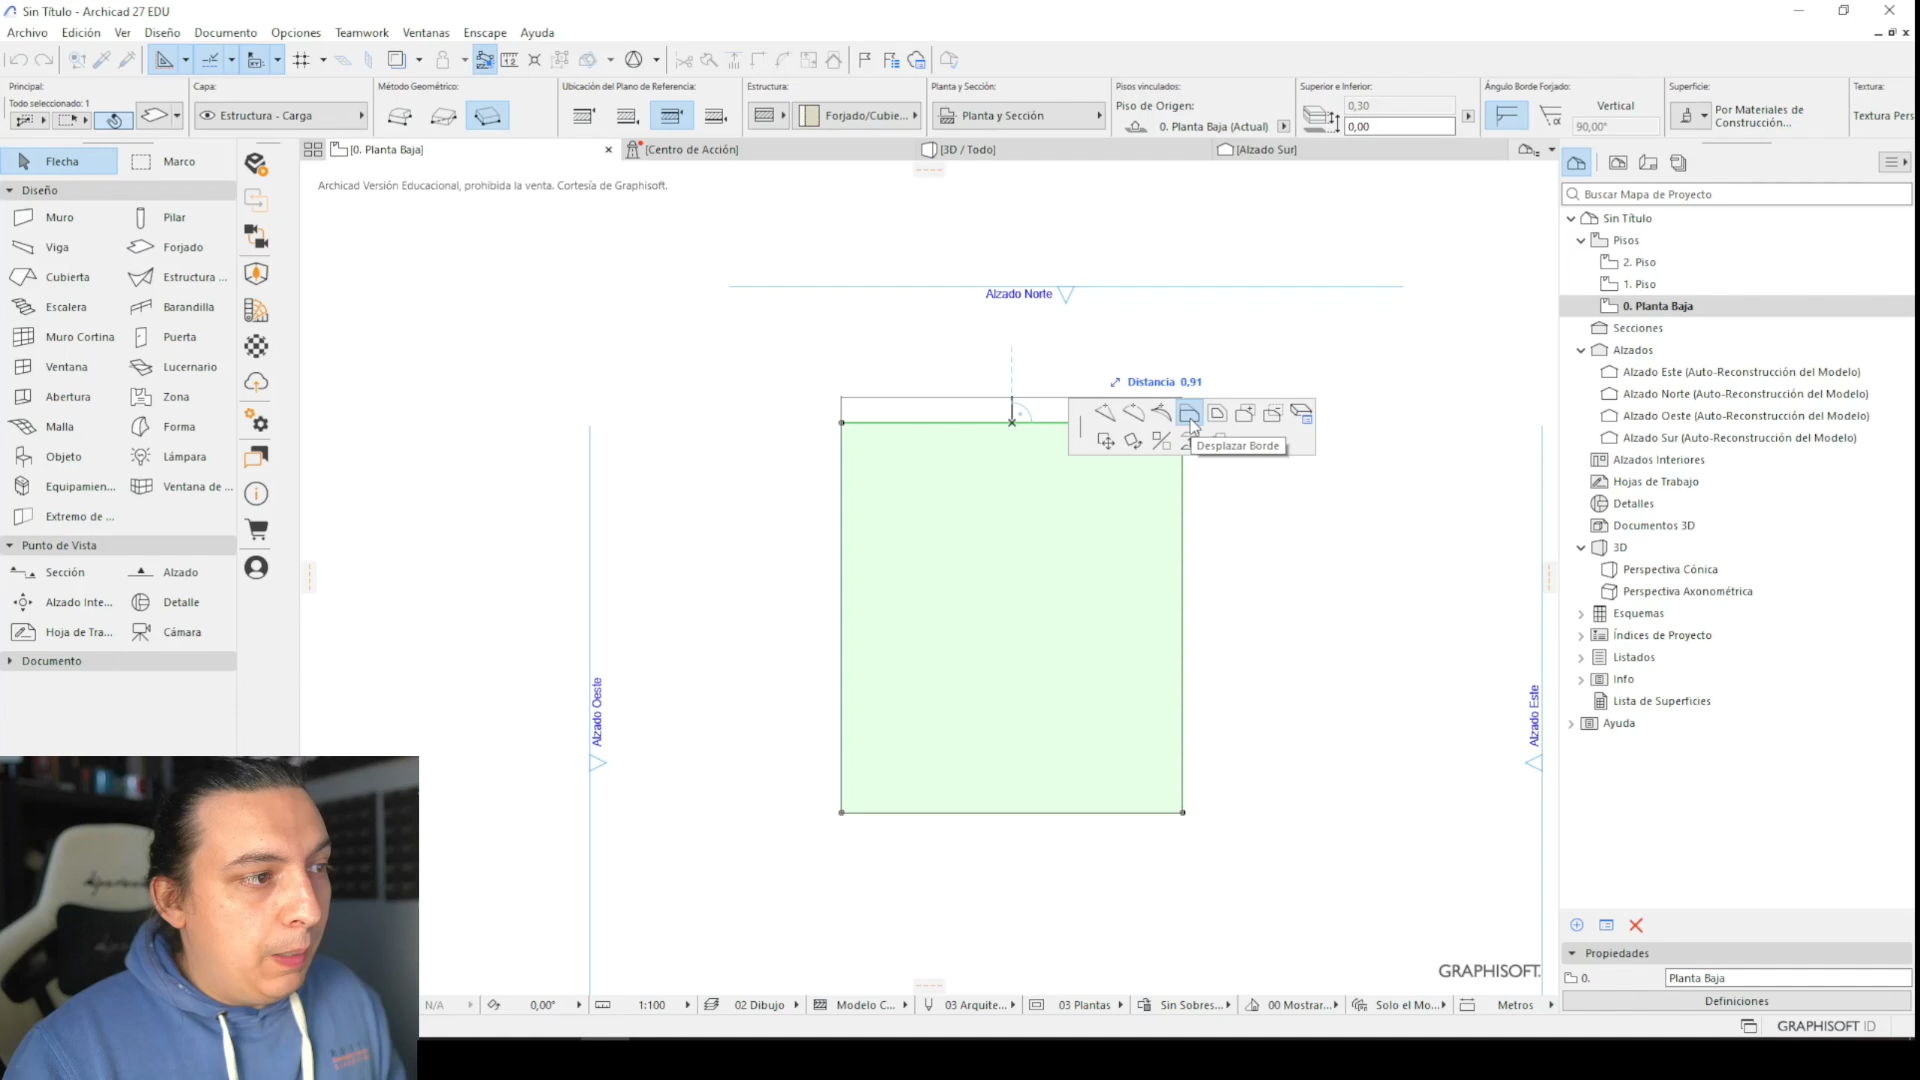 Sin Título - Archicad 27 EDU
Archivo Edición Ver Diseño Documento Opciones Teamwork Ventanas Enscape Ayuda
Principal: Capa: Método Geométrico: Ubicación del Plano de Referencia: Estructura: Planta y Sección: Pisos vinculados: Superior e Inferior: Ángulo Borde Forjado: Superficie: Textura:
Todo seleccionado: 1
Estructura - Carga
Forjado/Cubie...
Planta y Sección
Piso de Origen:
0. Planta Baja (Actual)
0,30
0,00
Vertical
90,00°
Por Materiales de
Construcción...
Textura Pers
Flecha Marco
[0. Planta Baja] [Centro de Acción] [3D / Todo] [Alzado Sur]
Archicad Versión Educacional, prohibida la venta. Cortesía de Graphisoft.
Diseño
Muro Pilar
Viga Forjado
Cubierta Estructura ...
Escalera Barandilla
Muro Cortina Puerta
Ventana Lucernario
Abertura Zona
Malla Forma
Objeto Lámpara
Equipamien... Ventana de ...
Extremo de ...
Punto de Vista
Sección Alzado
Alzado Inte... Detalle
Hoja de Tra... Cámara
Documento
Alzado Norte
Distancia 0,91
Desplazar Borde
Alzado Oeste
Alzado Este
GRAPHISOFT.
Buscar Mapa de Proyecto
Sin Título
Pisos
2. Piso
1. Piso
0. Planta Baja
Secciones
Alzados
Alzado Este (Auto-Reconstrucción del Modelo)
Alzado Norte (Auto-Reconstrucción del Modelo)
Alzado Oeste (Auto-Reconstrucción del Modelo)
Alzado Sur (Auto-Reconstrucción del Modelo)
Alzados Interiores
Hojas de Trabajo
Detalles
Documentos 3D
3D
Perspectiva Cónica
Perspectiva Axonométrica
Esquemas
Índices de Proyecto
Listados
Info
Lista de Superficies
Ayuda
Propiedades
0. Planta Baja
Definiciones
N/A 0,00° 1:100 02 Dibujo Modelo C... 03 Arquite... 03 Plantas Sin Sobres... 00 Mostrar... Solo el Mo... Metros
GRAPHISOFT ID